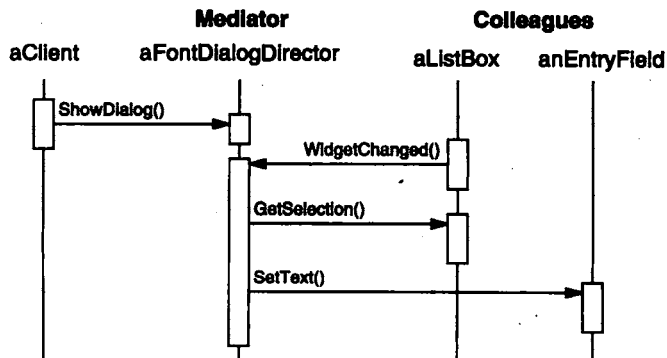 Mediator
Colleagues
aClient
aFontDialogDirector
aListBox
anEntryField
ShowDialog()
WidgetChanged()
GetSelection()
SetText()